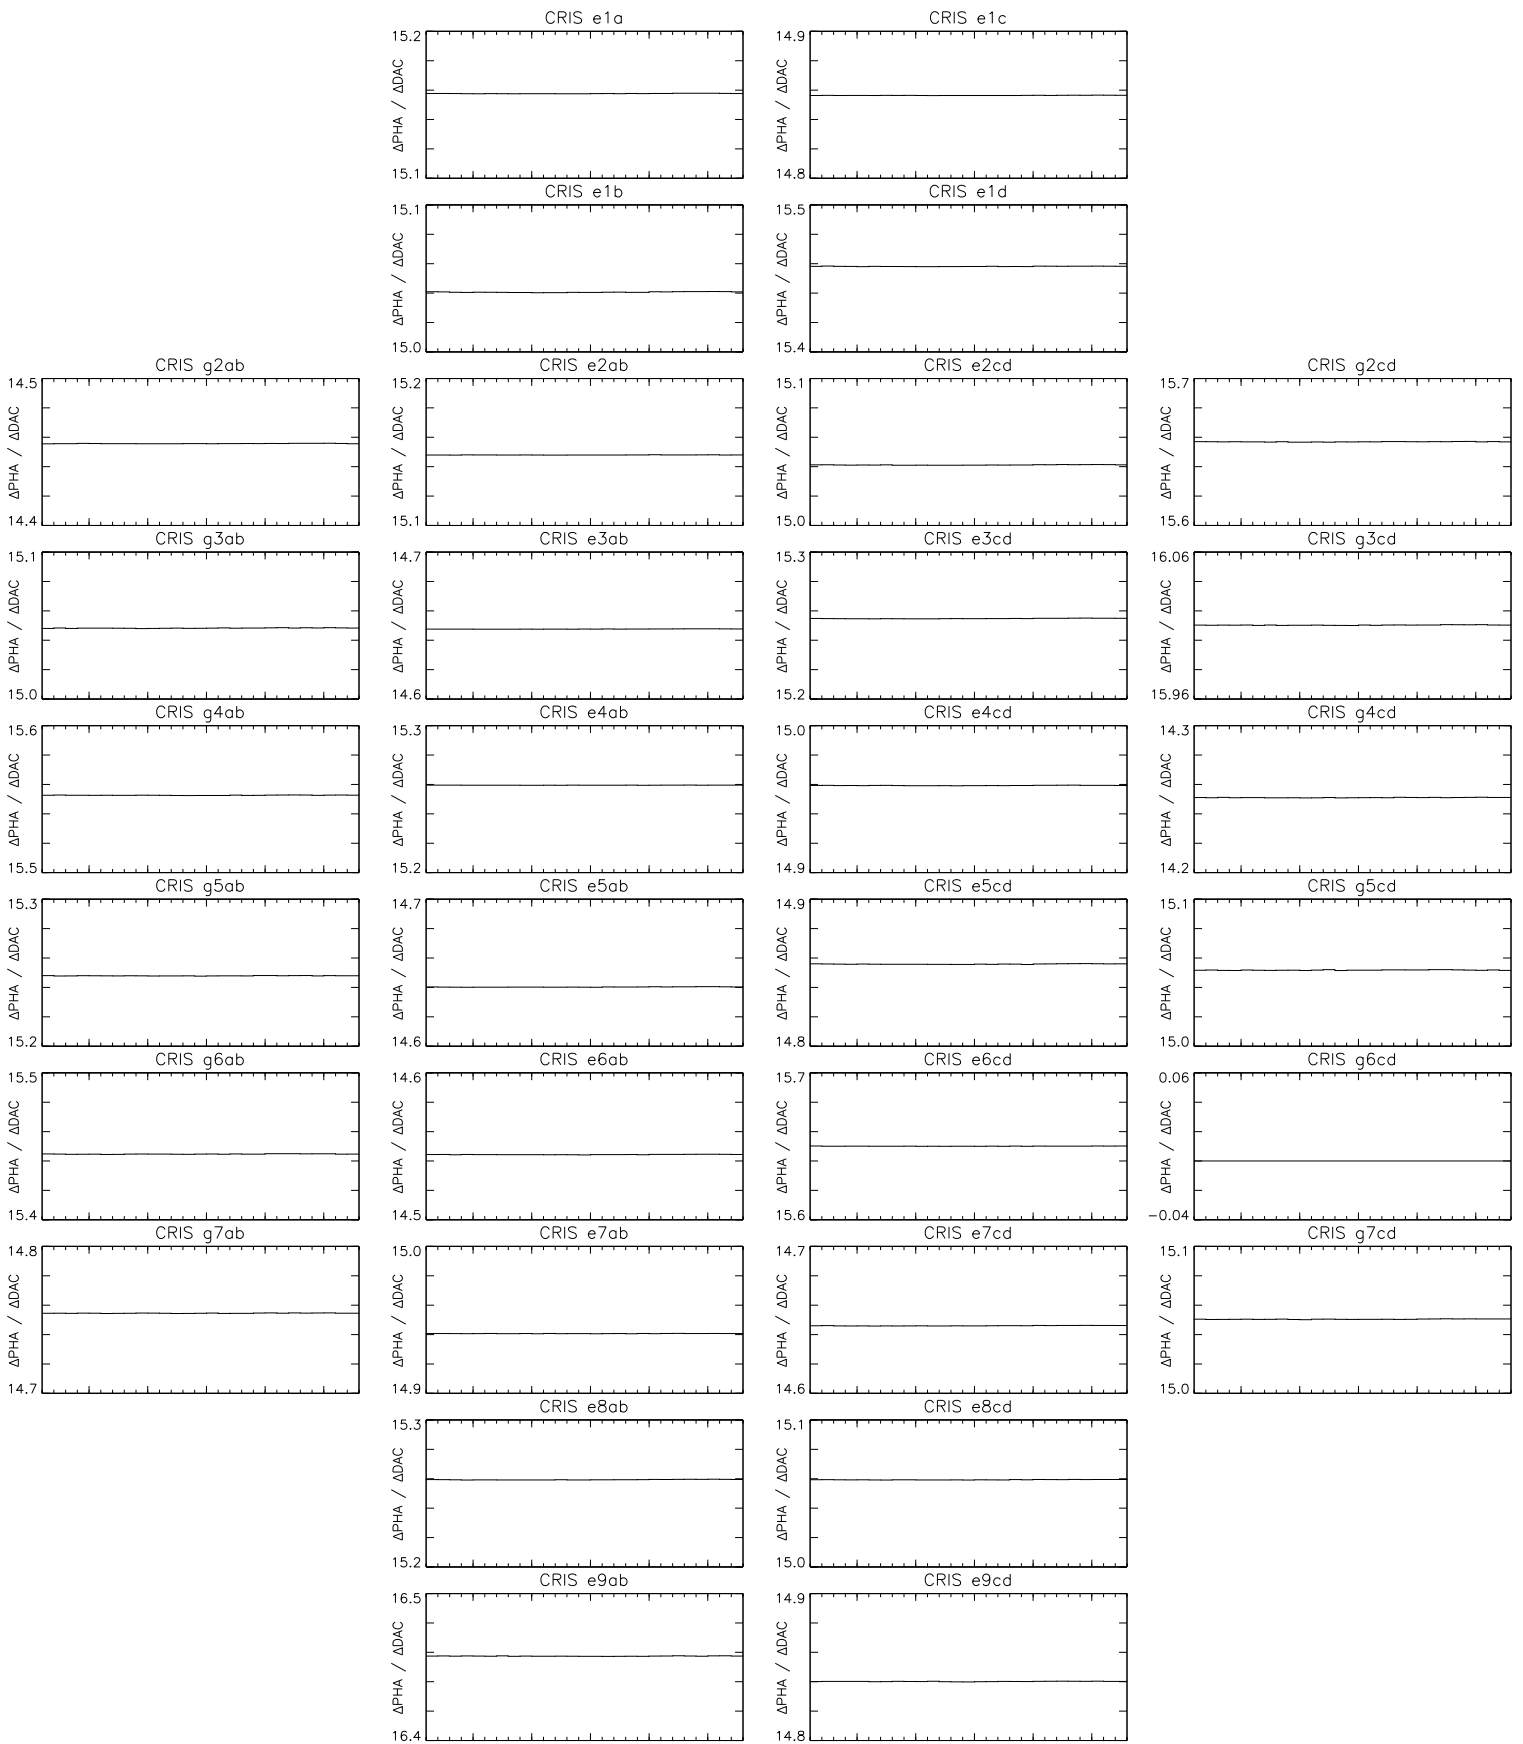 CRIS e1a
15.2
ΔPHA / ΔDAC
15.1
CRIS e1c
14.9
ΔPHA / ΔDAC
14.8
CRIS e1b
15.1
ΔPHA / ΔDAC
15.0
CRIS e1d
15.5
ΔPHA / ΔDAC
15.4
CRIS g2ab
14.5
ΔPHA / ΔDAC
14.4
CRIS e2ab
15.2
ΔPHA / ΔDAC
15.1
CRIS e2cd
15.1
ΔPHA / ΔDAC
15.0
CRIS g2cd
15.7
ΔPHA / ΔDAC
15.6
CRIS g3ab
15.1
ΔPHA / ΔDAC
15.0
CRIS e3ab
14.7
ΔPHA / ΔDAC
14.6
CRIS e3cd
15.3
ΔPHA / ΔDAC
15.2
CRIS g3cd
16.06
ΔPHA / ΔDAC
15.96
CRIS g4ab
15.6
ΔPHA / ΔDAC
15.5
CRIS e4ab
15.3
ΔPHA / ΔDAC
15.2
CRIS e4cd
15.0
ΔPHA / ΔDAC
14.9
CRIS g4cd
14.3
ΔPHA / ΔDAC
14.2
CRIS g5ab
15.3
ΔPHA / ΔDAC
15.2
CRIS e5ab
14.7
ΔPHA / ΔDAC
14.6
CRIS e5cd
14.9
ΔPHA / ΔDAC
14.8
CRIS g5cd
15.1
ΔPHA / ΔDAC
15.0
CRIS g6ab
15.5
ΔPHA / ΔDAC
15.4
CRIS e6ab
14.6
ΔPHA / ΔDAC
14.5
CRIS e6cd
15.7
ΔPHA / ΔDAC
15.6
CRIS g6cd
0.06
ΔPHA / ΔDAC
−0.04
CRIS g7ab
14.8
ΔPHA / ΔDAC
14.7
CRIS e7ab
15.0
ΔPHA / ΔDAC
14.9
CRIS e7cd
14.7
ΔPHA / ΔDAC
14.6
CRIS g7cd
15.1
ΔPHA / ΔDAC
15.0
CRIS e8ab
15.3
ΔPHA / ΔDAC
15.2
CRIS e8cd
15.1
ΔPHA / ΔDAC
15.0
CRIS e9ab
16.5
ΔPHA / ΔDAC
16.4
CRIS e9cd
14.9
ΔPHA / ΔDAC
14.8